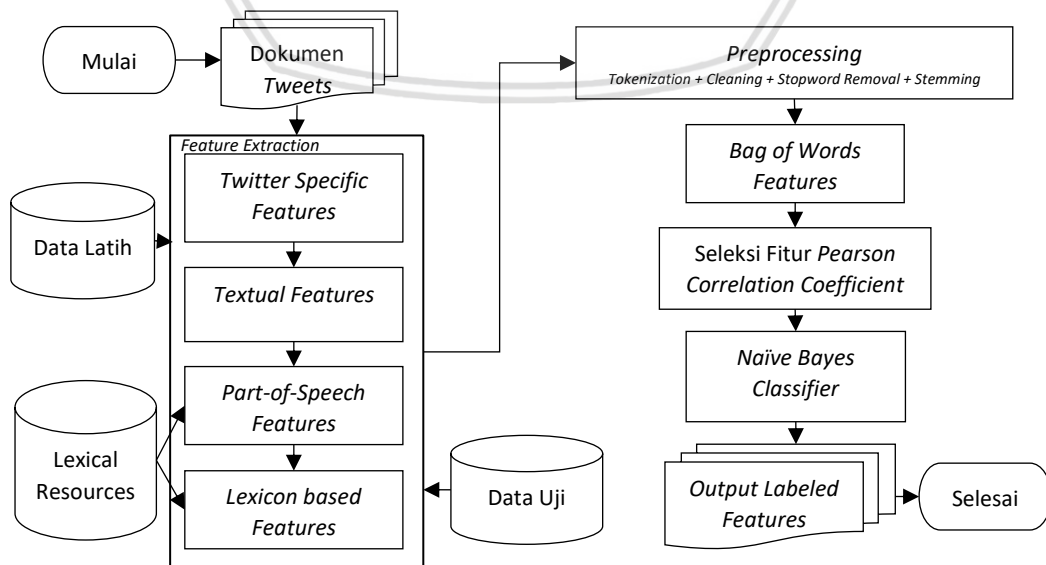 Mulai
Dokumen
Tweets
Feature Extraction
Twitter Specific
Features
Textual Features
Part-of-Speech
Features
Lexicon based
Features
Data Latih
Lexical
Resources
Data Uji
Preprocessing
Tokenization + Cleaning + Stopword Removal + Stemming
Bag of Words
Features
Seleksi Fitur Pearson
Correlation Coefficient
Naïve Bayes
Classifier
Output Labeled
Features
Selesai